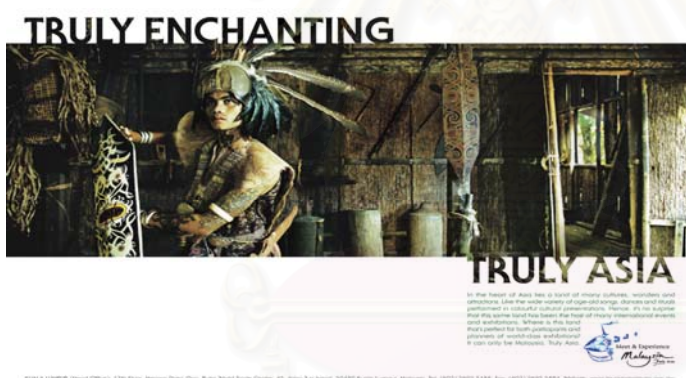 TRULY ENCHANTING
TRULY ASIA
In the heart of Asia lies a land of many cultures, wonders and
attractions. Like the wide variety of age-old songs, dances and rituals
performed in colourful cultural presentations. Hence, it's no surprise
that this same land has been the host of many international events
and exhibitions. Where is this land
that's perfect for both participants and
planners of world-class exhibitions?
It can only be Malaysia. Truly Asia.
Meet & Experience
Malaysia
Truly Asia